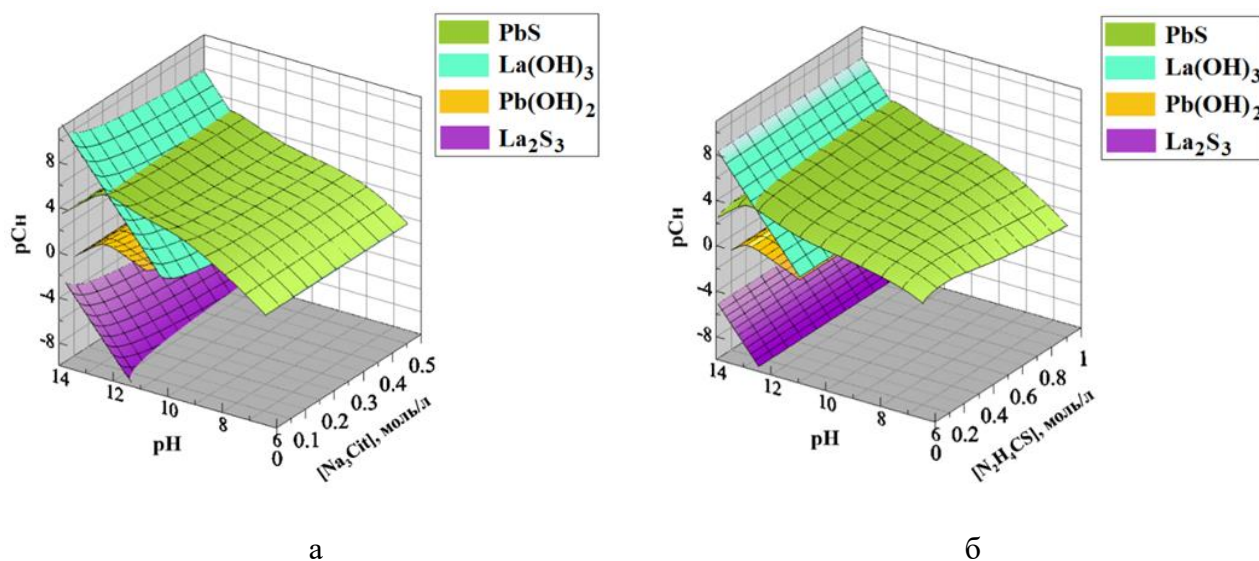 PbS
La(OH)₃
Pb(OH)₂
La₂S₃
8
4
0
-4
-8
pCн
14
12
10
8
6
pH
0
0.1
0.2
0.3
0.4
0.5
[Na₃Cit], моль/л
а
PbS
La(OH)₃
Pb(OH)₂
La₂S₃
8
4
0
-4
-8
pCн
14
12
10
8
6
pH
0
0.2
0.4
0.6
0.8
1
[N₂H₄CS], моль/л
б